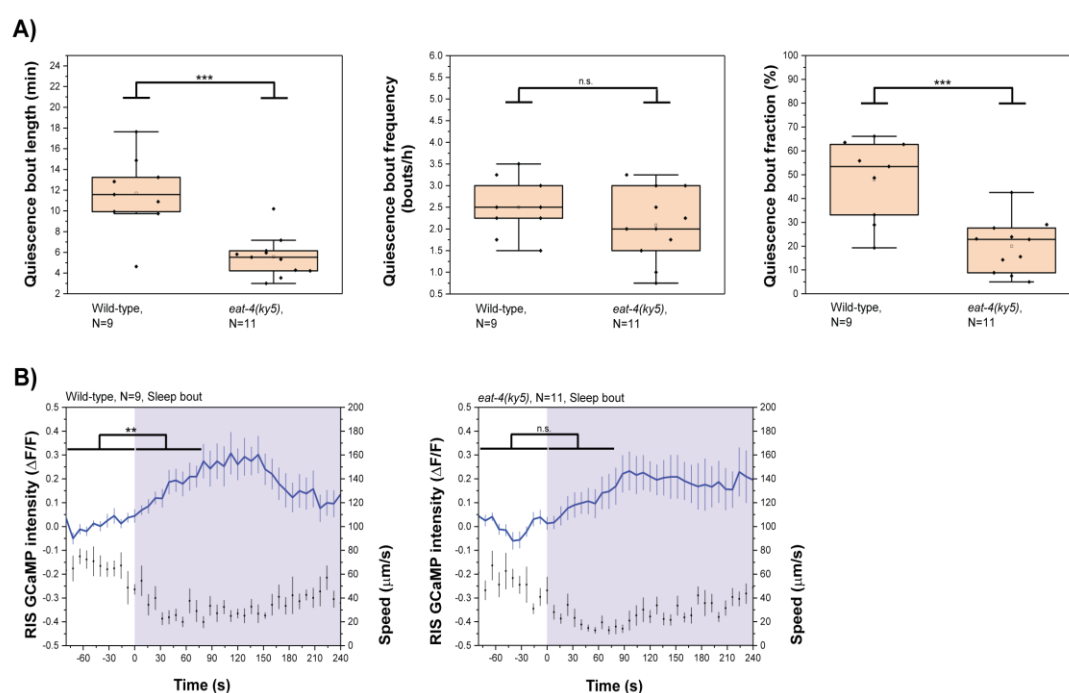 A)
Quiescence bout length (min)
24
22
20
18
16
14
12
10
8
6
4
2
***
Wild-type,
N=9
eat-4(ky5),
N=11
Quiescence bout frequency
(bouts/h)
6.0
5.5
5.0
4.5
4.0
3.5
3.0
2.5
2.0
1.5
1.0
0.5
n.s.
Wild-type,
N=9
eat-4(ky5),
N=11
Quiescence bout fraction (%)
100
90
80
70
60
50
40
30
20
10
0
***
Wild-type,
N=9
eat-4(ky5),
N=11
B)
Wild-type, N=9, Sleep bout
RIS GCaMP intensity (ΔF/F)
0.5
0.4
0.3
0.2
0.1
0.0
-0.1
-0.2
-0.3
-0.4
-0.5
**
200
180
160
140
120
100
80
60
40
20
0
Speed (μm/s)
-60 -30 0 30 60 90 120 150 180 210 240
Time (s)
eat-4(ky5), N=11, Sleep bout
RIS GCaMP intensity (ΔF/F)
0.5
0.4
0.3
0.2
0.1
0.0
-0.1
-0.2
-0.3
-0.4
-0.5
n.s.
200
180
160
140
120
100
80
60
40
20
0
Speed (μm/s)
-60 -30 0 30 60 90 120 150 180 210 240
Time (s)